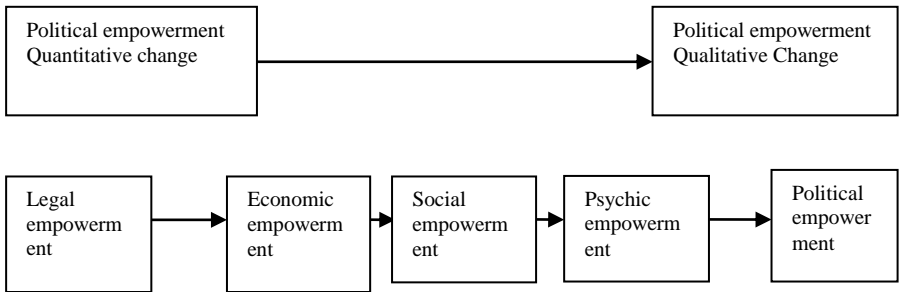 Political empowerment
Quantitative change
Political empowerment
Qualitative Change
Legal
empowerm
ent
Economic
empowerm
ent
Social
empowerm
ent
Psychic
empowerm
ent
Political
empower
ment